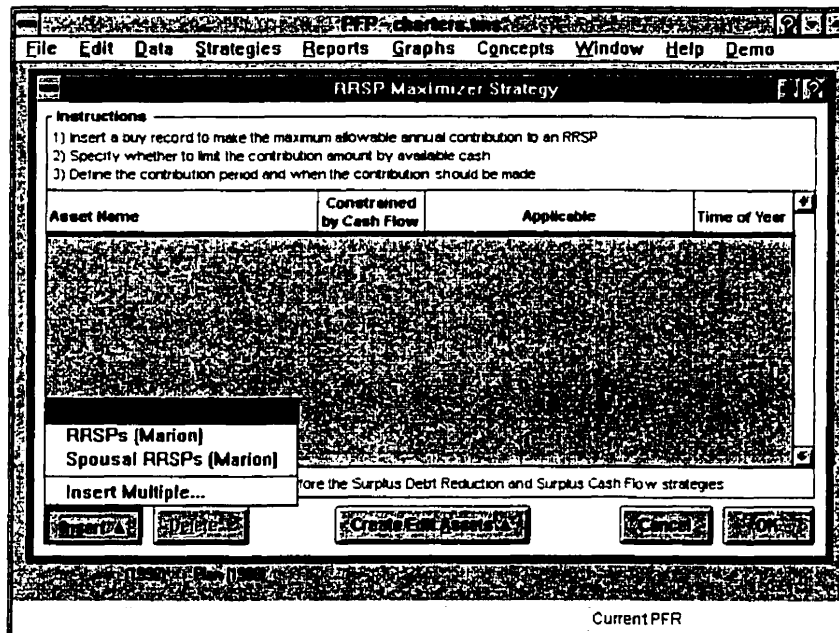 PFP - charters.tms
File Edit Data Strategies Reports Graphs Concepts Window Help Demo
RRSP Maximizer Strategy
Instructions
1) Insert a buy record to make the maximum allowable annual contribution to an RRSP
2) Specify whether to limit the contribution amount by available cash
3) Define the contribution period and when the contribution should be made
Asset Name Constrained by Cash Flow Applicable Time of Year
RRSPs (Marion)
Spousal RRSPs (Marion)
Insert Multiple...
fore the Surplus Debt Reduction and Surplus Cash Flow strategies
Insert Delete Create/Edit Assets Cancel OK
Current PFR